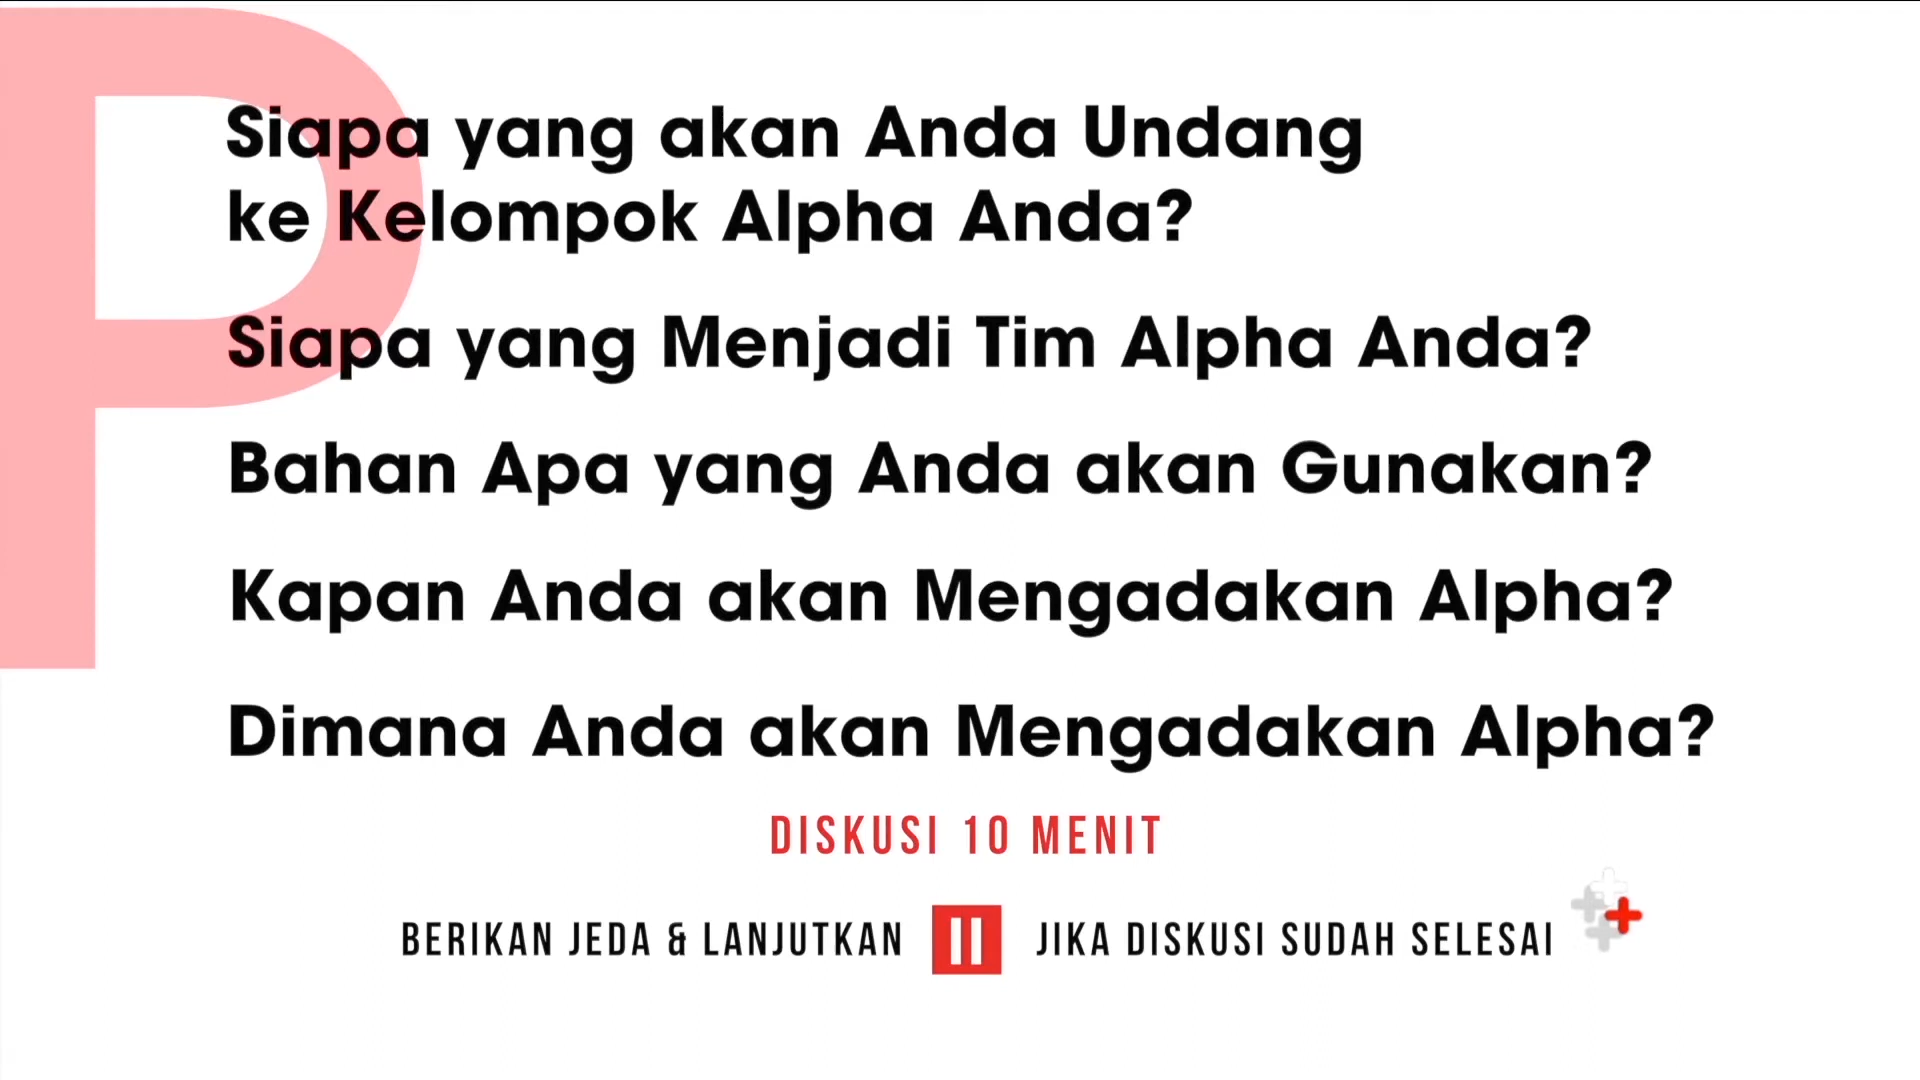 P
Siapa yang akan Anda Undang
ke Kelompok Alpha Anda?
Siapa yang Menjadi Tim Alpha Anda?
Bahan Apa yang Anda akan Gunakan?
Kapan Anda akan Mengadakan Alpha?
Dimana Anda akan Mengadakan Alpha?
DISKUSI 10 MENIT
BERIKAN JEDA & LANJUTKAN JIKA DISKUSI SUDAH SELESAI